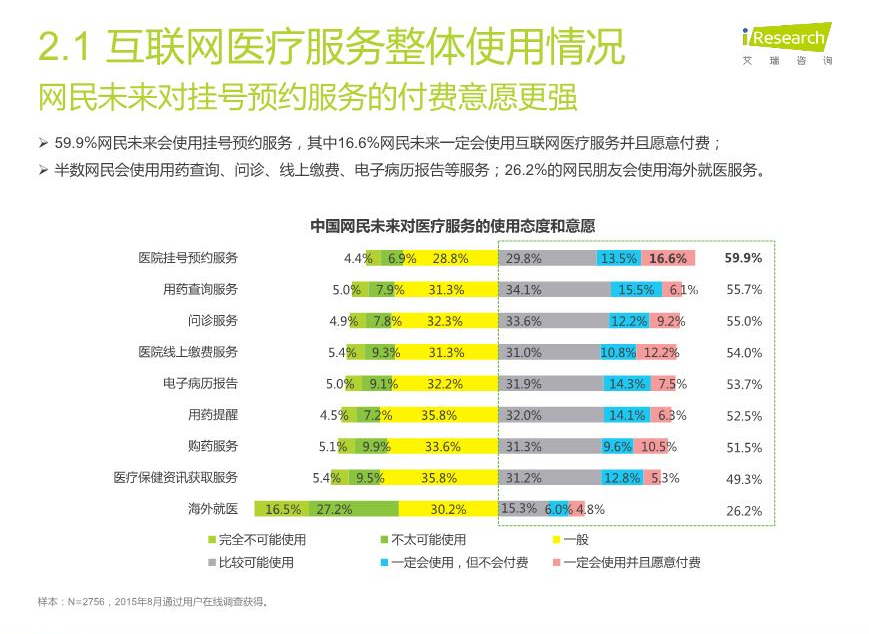 2.1 互联网医疗服务整体使用情况
iResearch
艾 瑞 咨 询
网民未来对挂号预约服务的付费意愿更强
➢ 59.9%网民未来会使用挂号预约服务，其中16.6%网民未来一定会使用互联网医疗服务并且愿意付费；
➢ 半数网民会使用用药查询、问诊、线上缴费、电子病历报告等服务；26.2%的网民朋友会使用海外就医服务。
中国网民未来对医疗服务的使用态度和意愿
医院挂号预约服务 4.4% 6.9% 28.8% 29.8% 13.5% 16.6% 59.9%
用药查询服务 5.0% 7.9% 31.3% 34.1% 15.5% 6.1% 55.7%
问诊服务 4.9% 7.8% 32.3% 33.6% 12.2% 9.2% 55.0%
医院线上缴费服务 5.4% 9.3% 31.3% 31.0% 10.8% 12.2% 54.0%
电子病历报告 5.0% 9.1% 32.2% 31.9% 14.3% 7.5% 53.7%
用药提醒 4.5% 7.2% 35.8% 32.0% 14.1% 6.3% 52.5%
购药服务 5.1% 9.9% 33.6% 31.3% 9.6% 10.5% 51.5%
医疗保健资讯获取服务 5.4% 9.5% 35.8% 31.2% 12.8% 5.3% 49.3%
海外就医 16.5% 27.2% 30.2% 15.3% 6.0% 4.8% 26.2%
完全不可能使用 不太可能使用 一般
比较可能使用 一定会使用，但不会付费 一定会使用并且愿意付费
样本：N=2756，2015年8月通过用户在线调查获得。